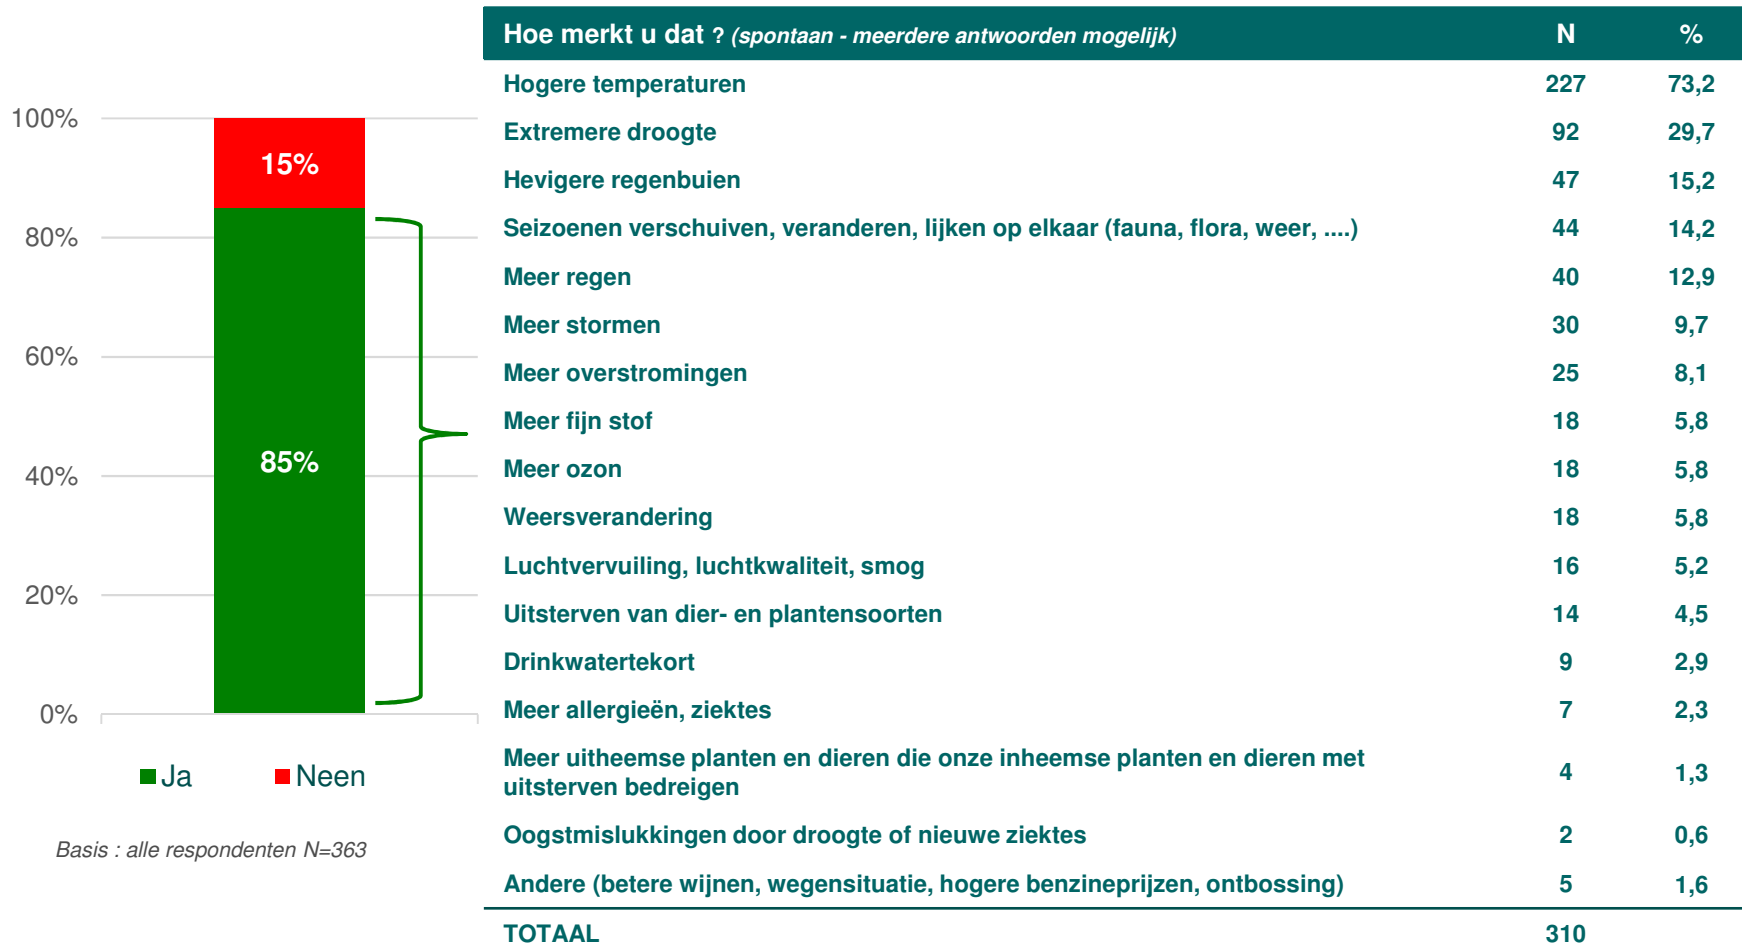 Hoe merkt u dat ? (spontaan - meerdere antwoorden mogelijk) N %
Hogere temperaturen 227 73,2
Extremere droogte 92 29,7
Hevigere regenbuien 47 15,2
Seizoenen verschuiven, veranderen, lijken op elkaar (fauna, flora, weer, ....) 44 14,2
Meer regen 40 12,9
Meer stormen 30 9,7
Meer overstromingen 25 8,1
Meer fijn stof 18 5,8
Meer ozon 18 5,8
Weersverandering 18 5,8
Luchtvervuiling, luchtkwaliteit, smog 16 5,2
Uitsterven van dier- en plantensoorten 14 4,5
Drinkwatertekort 9 2,9
Meer allergieën, ziektes 7 2,3
Meer uitheemse planten en dieren die onze inheemse planten en dieren met
uitsterven bedreigen 4 1,3
Oogstmislukkingen door droogte of nieuwe ziektes 2 0,6
Andere (betere wijnen, wegensituatie, hogere benzineprijzen, ontbossing) 5 1,6
TOTAAL 310
100%
80%
60%
40%
20%
0%
15%
85%
Ja Neen
Basis : alle respondenten N=363